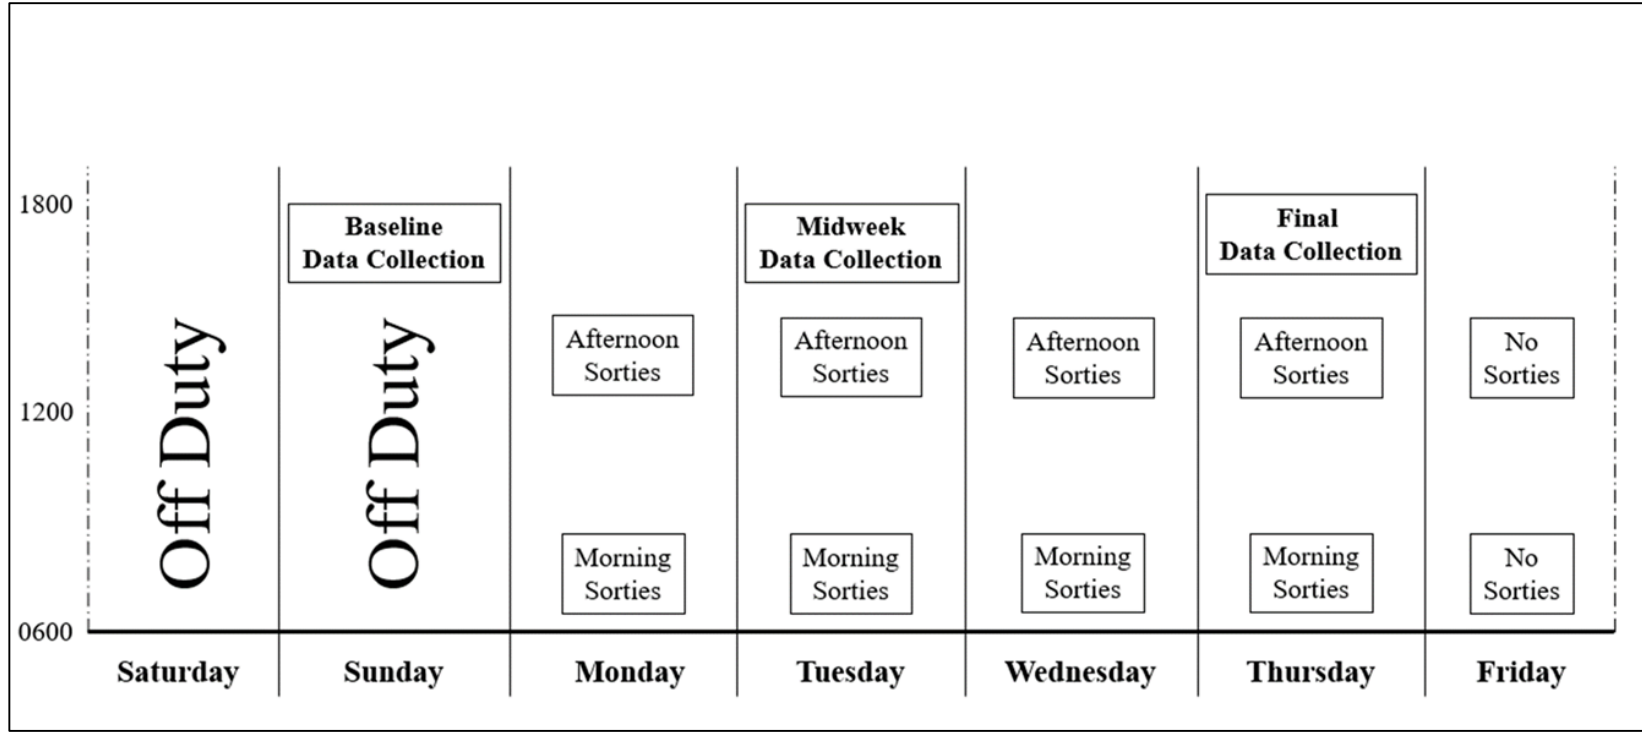 1800
Baseline
Data Collection
Midweek
Data Collection
Final
Data Collection
Off Duty
Off Duty
Afternoon
Sorties
Afternoon
Sorties
Afternoon
Sorties
Afternoon
Sorties
No
Sorties
1200
Morning
Sorties
Morning
Sorties
Morning
Sorties
Morning
Sorties
No
Sorties
0600
Saturday
Sunday
Monday
Tuesday
Wednesday
Thursday
Friday